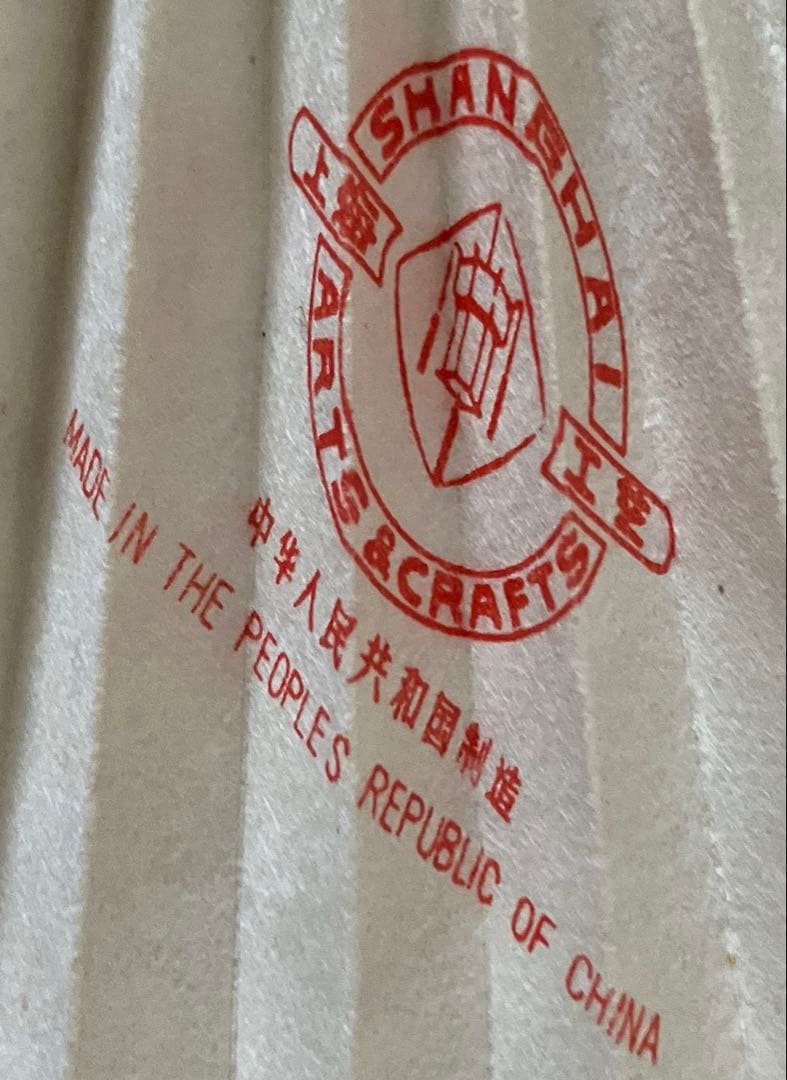 SHANGHAI
上海
工艺
ARTS & CRAFTS
中华人民共和国制造
MADE IN THE PEOPLES REPUBLIC OF CHINA